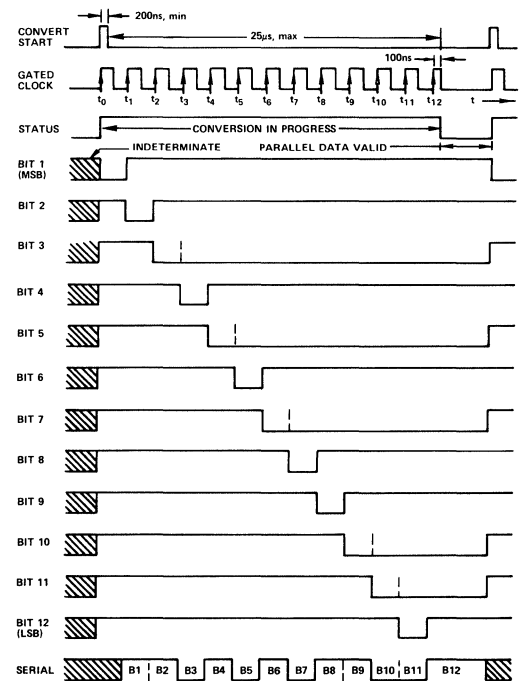 200ns, min
CONVERT
START
25µs, max
100ns
GATED
CLOCK
t0 t1 t2 t3 t4 t5 t6 t7 t8 t9 t10 t11 t12 t
STATUS
CONVERSION IN PROGRESS
INDETERMINATE PARALLEL DATA VALID
BIT 1
(MSB)
BIT 2
BIT 3
BIT 4
BIT 5
BIT 6
BIT 7
BIT 8
BIT 9
BIT 10
BIT 11
BIT 12
(LSB)
SERIAL B1 B2 B3 B4 B5 B6 B7 B8 B9 B10 B11 B12